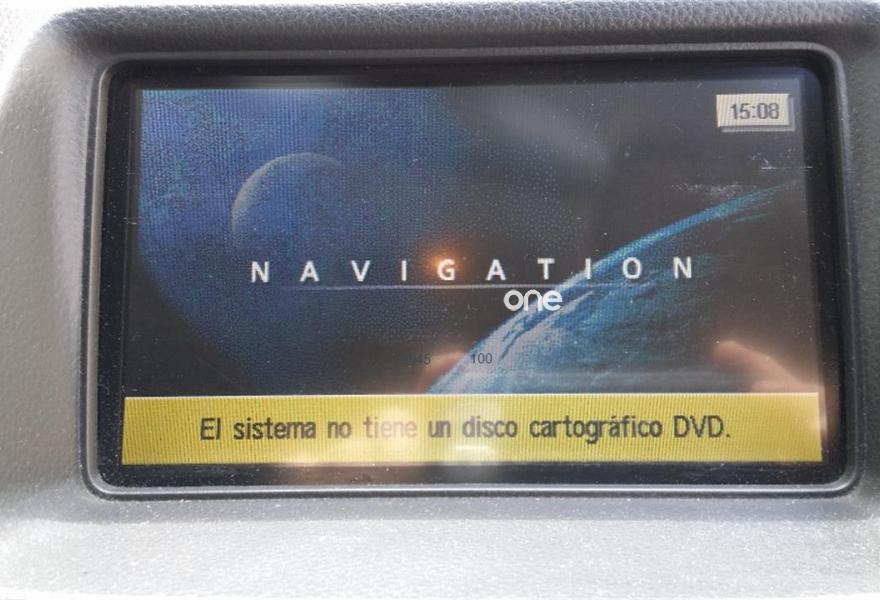 15:08
NAVIGATION
one
100
El sistema no tiene un disco cartográfico DVD.